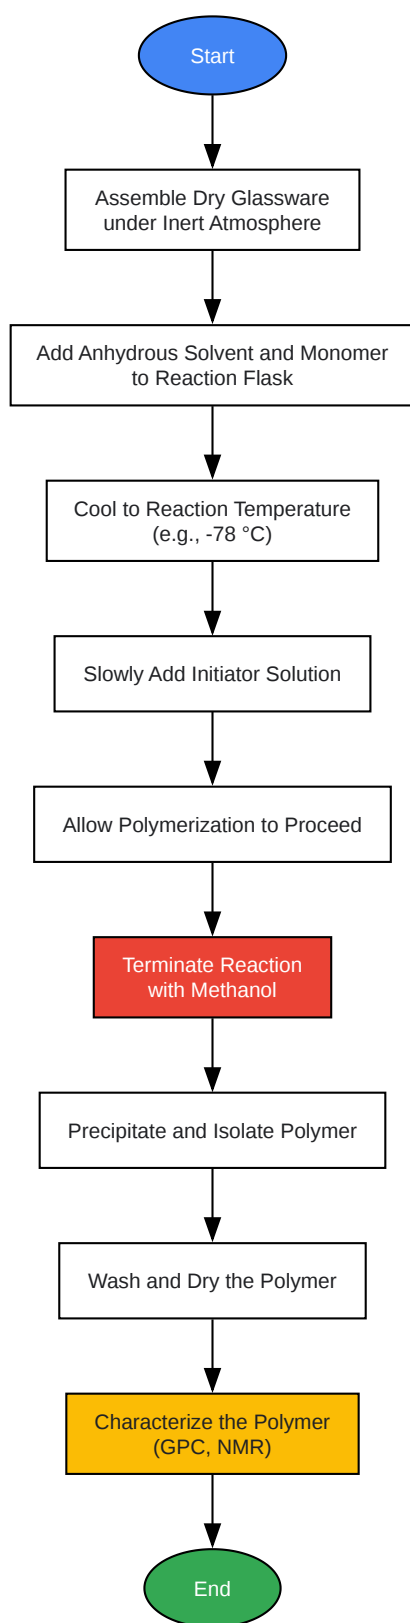 Start
Assemble Dry Glassware
under Inert Atmosphere
Add Anhydrous Solvent and Monomer
to Reaction Flask
Cool to Reaction Temperature
(e.g., -78 °C)
Slowly Add Initiator Solution
Allow Polymerization to Proceed
Terminate Reaction
with Methanol
Precipitate and Isolate Polymer
Wash and Dry the Polymer
Characterize the Polymer
(GPC, NMR)
End